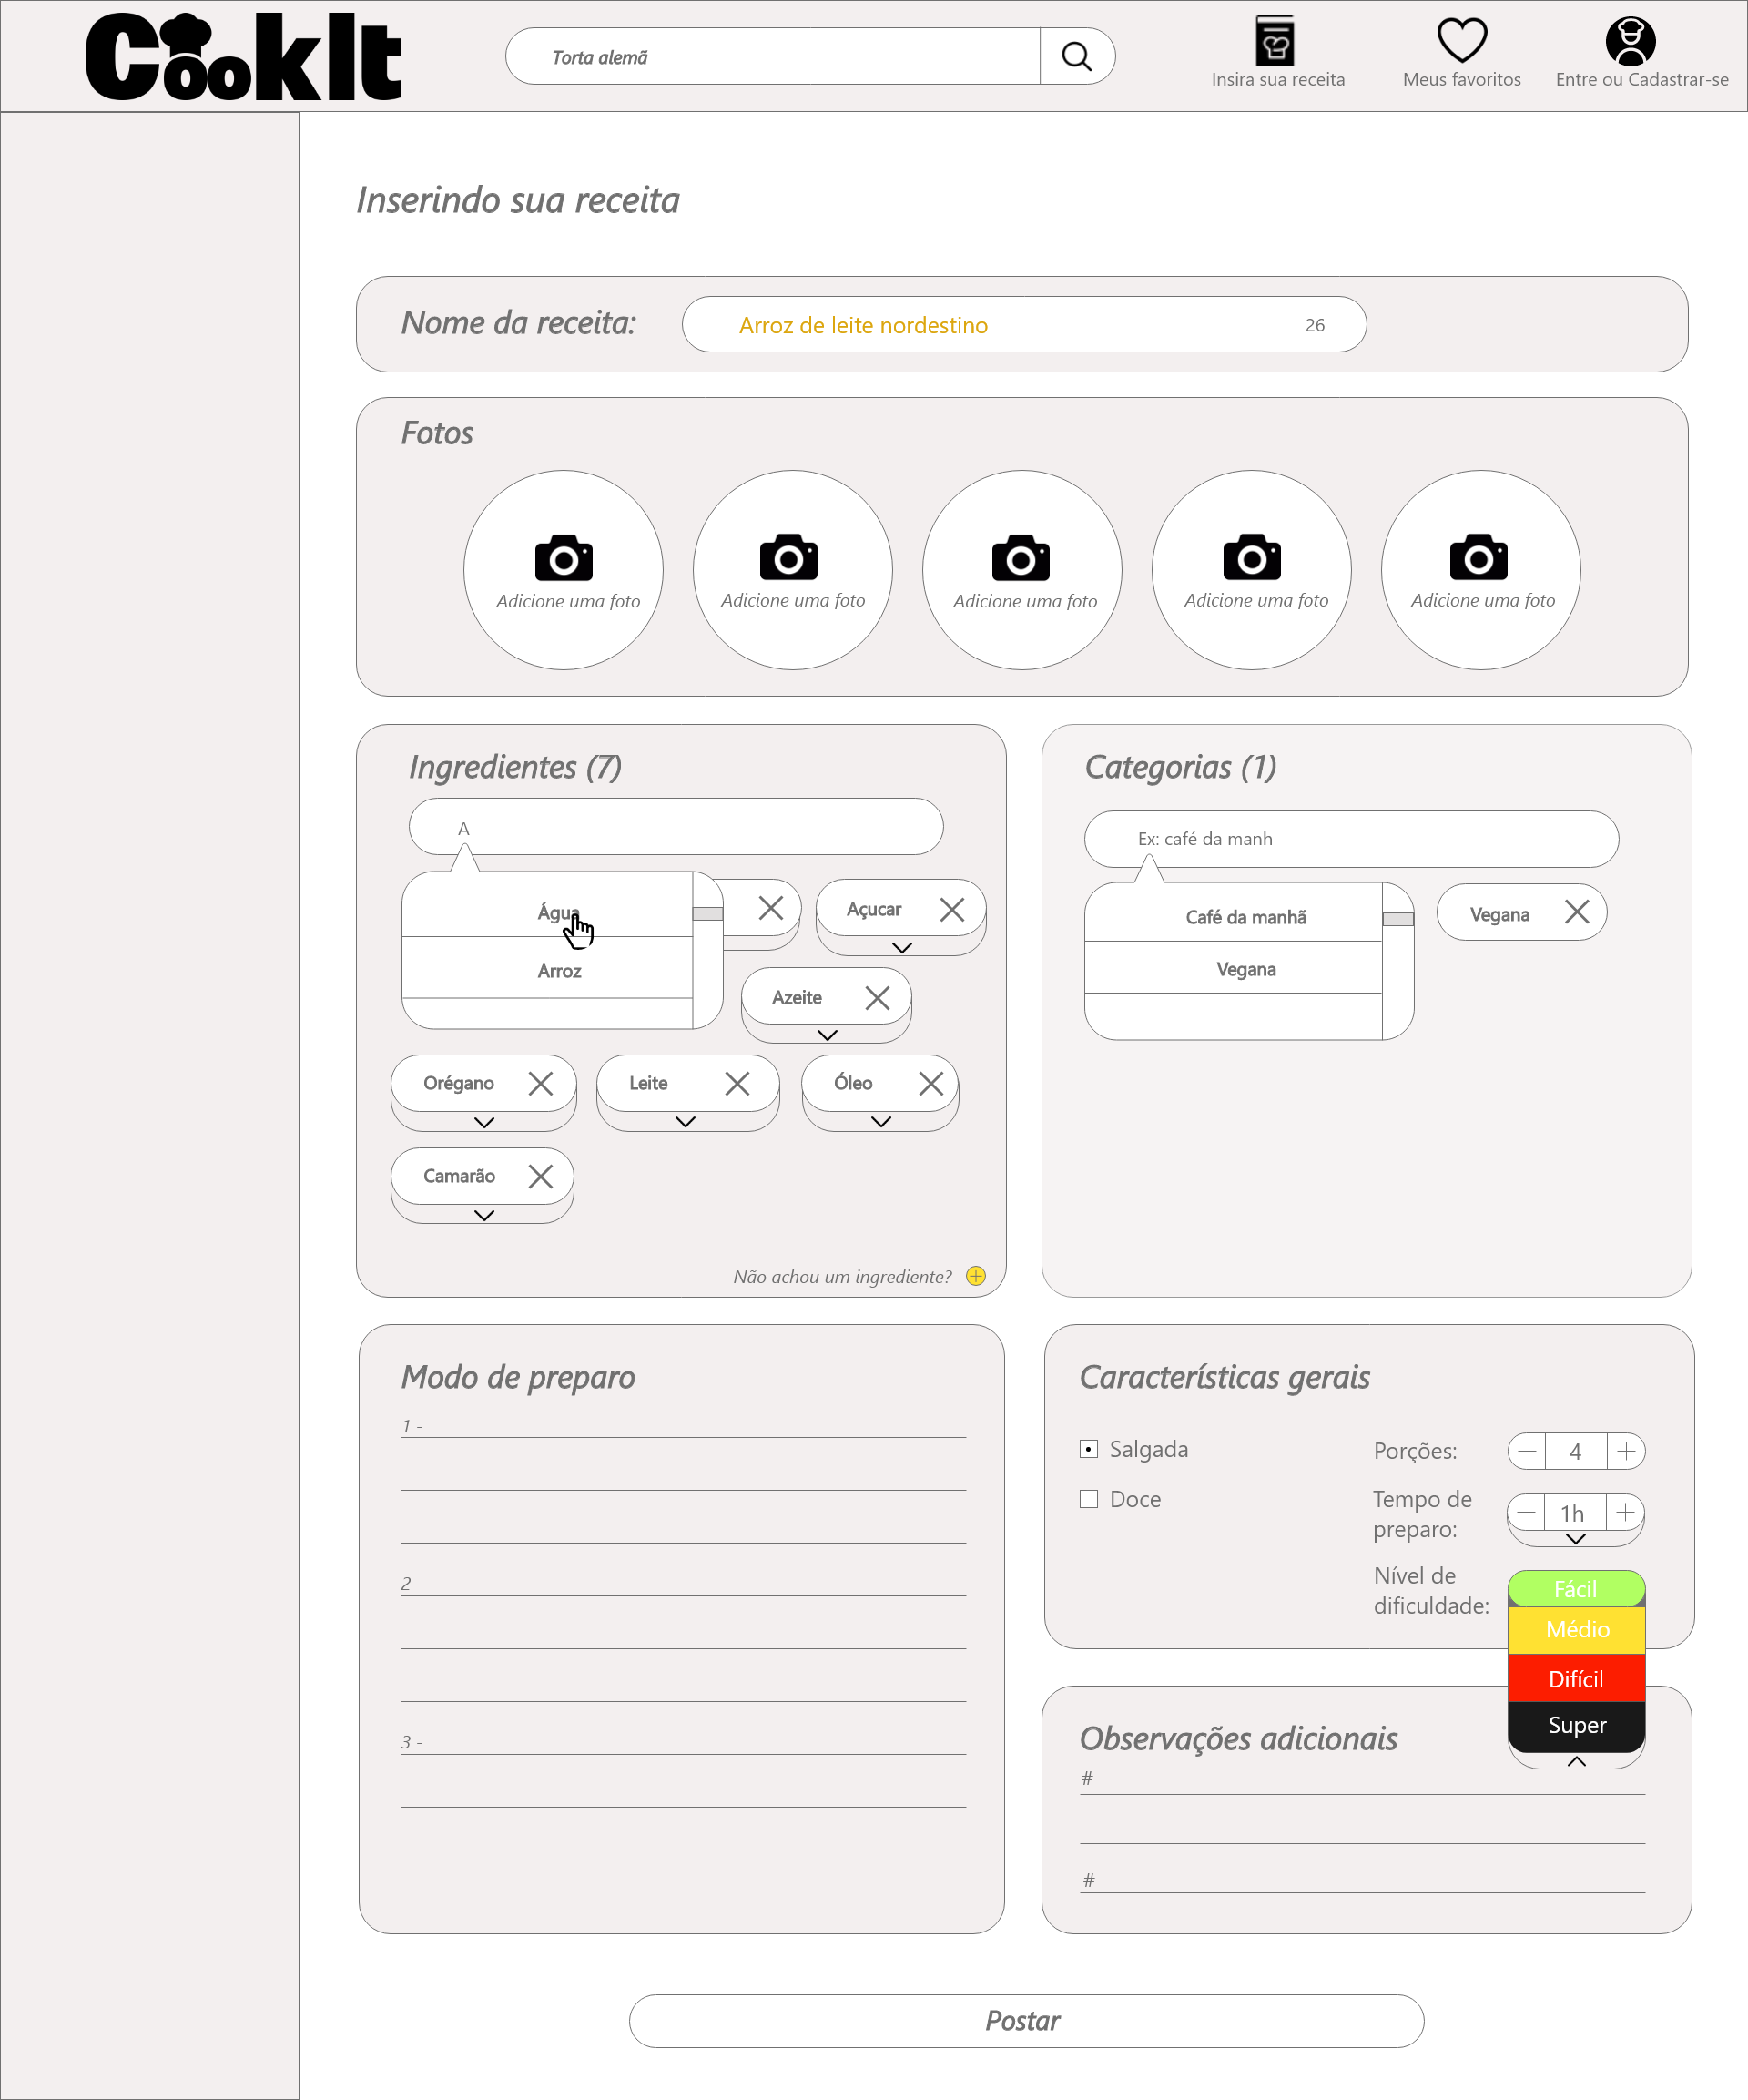 CookIt
Torta alemã
Insira sua receita
Meus favoritos
Entre ou Cadastrar-se
Inserindo sua receita
Nome da receita:
Arroz de leite nordestino
26
Fotos
Adicione uma foto
Adicione uma foto
Adicione uma foto
Adicione uma foto
Adicione uma foto
Ingredientes (7)
A
Água
Arroz
Açucar
Azeite
Orégano
Leite
Óleo
Camarão
Não achou um ingrediente?
Categorias (1)
Ex: café da manh
Café da manhã
Vegana
Vegana
Modo de preparo
1 -
2 -
3 -
Características gerais
Salgada
Doce
Porções:
4
Tempo de
preparo:
1h
Nível de
dificuldade:
Fácil
Médio
Difícil
Super
Observações adicionais
#
#
Postar